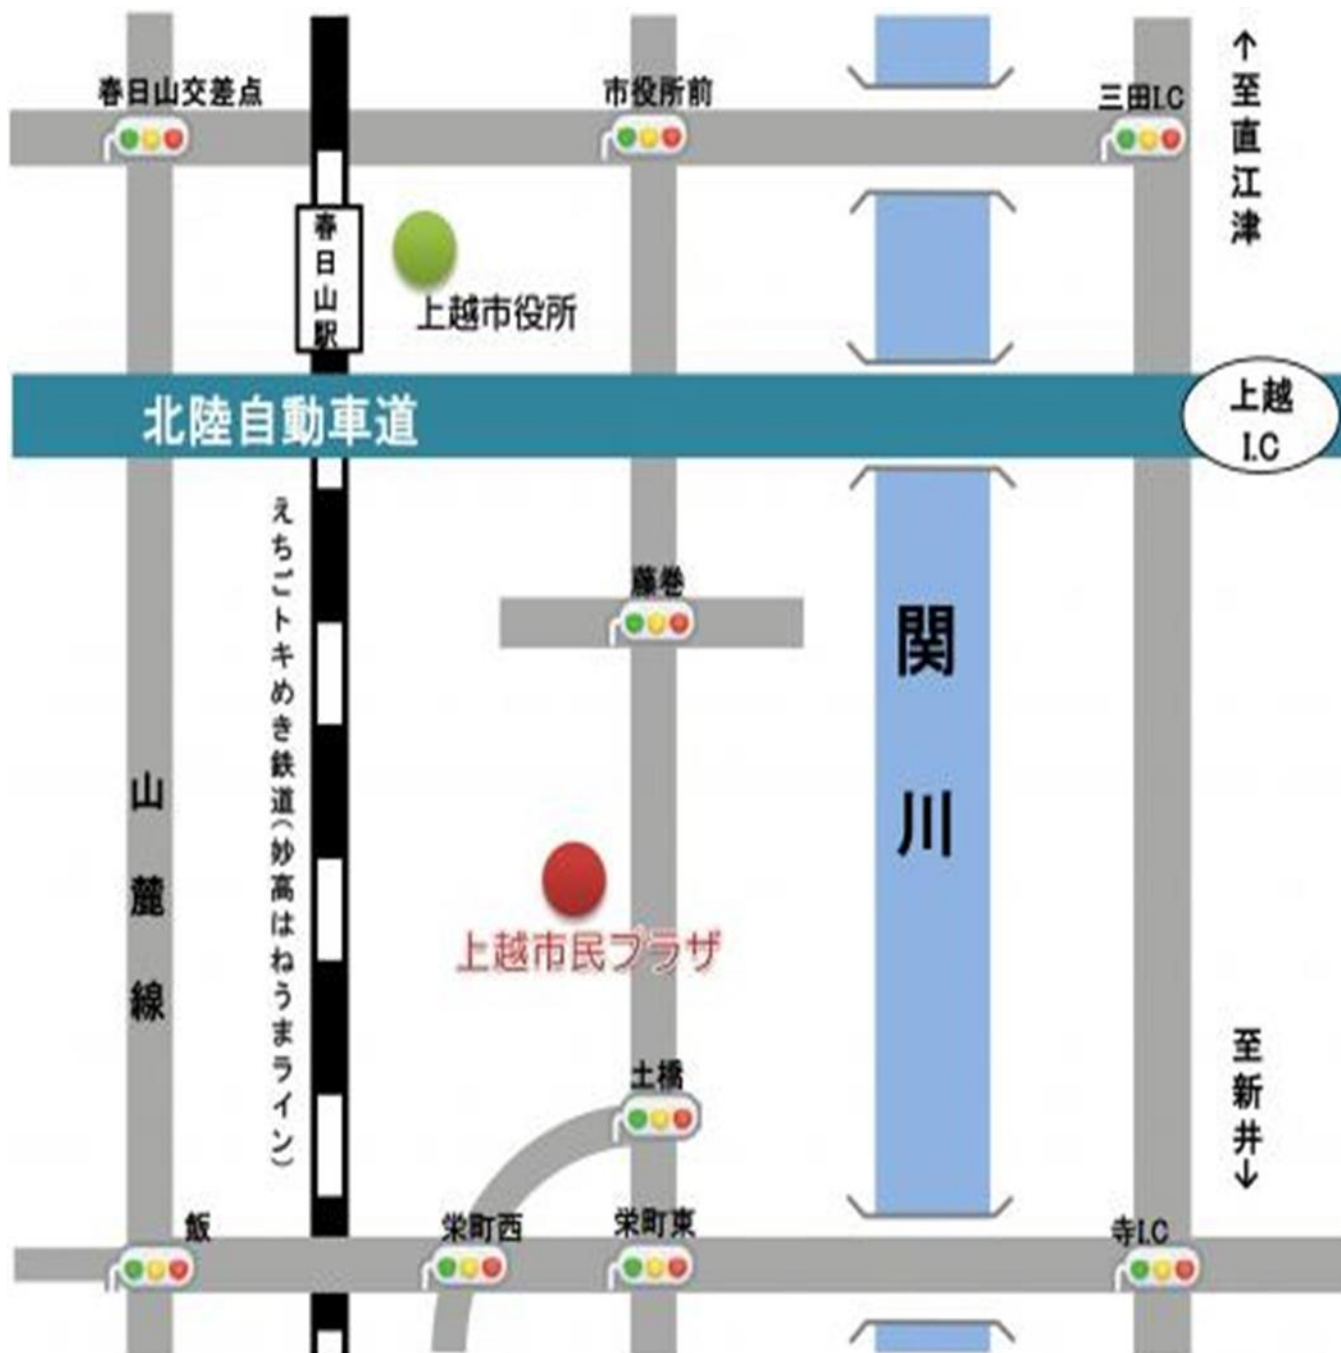 春日山交差点
市役所前
三田I.C
↑至直江津
春日山駅
上越市役所
北陸自動車道
上越
I.C
えちごトキめき鉄道(妙高はねうまライン)
藤巻
関川
山麓線
上越市民プラザ
土橋
至新井↓
飯
栄町西
栄町東
寺I.C